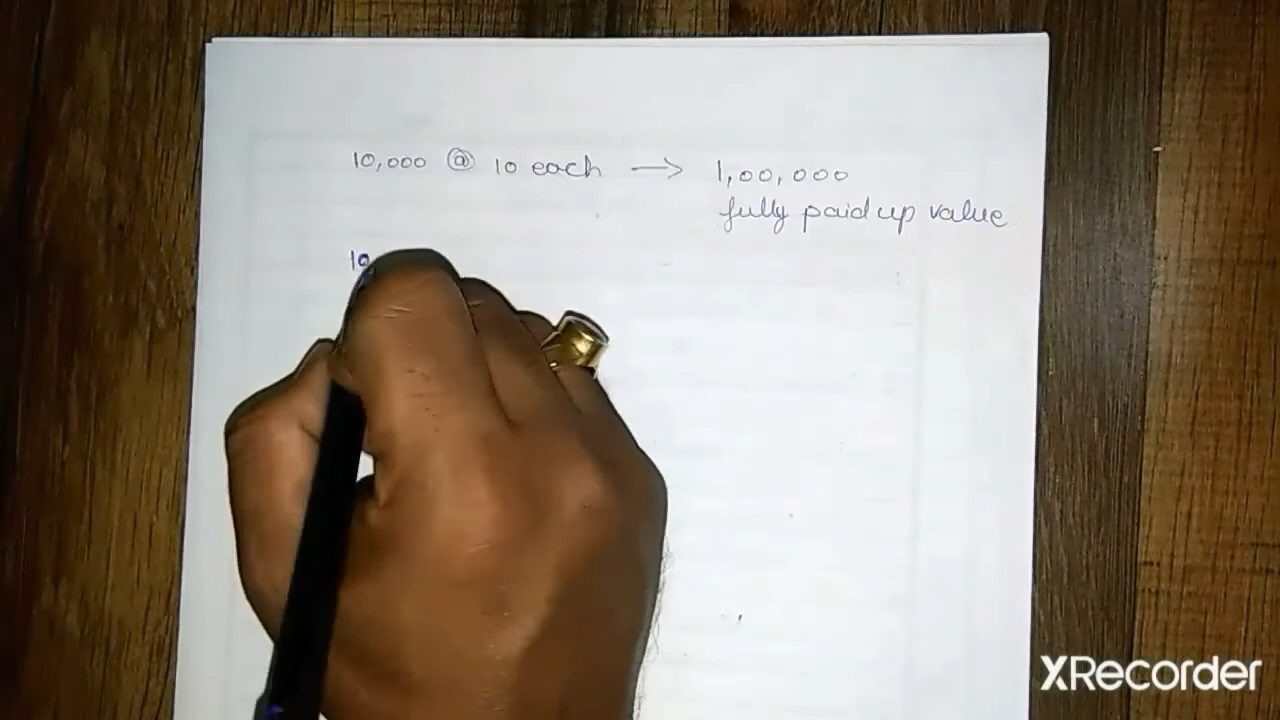 10,000 @ 10 each → 1,00,000
fully paid up value
10
XRecorder